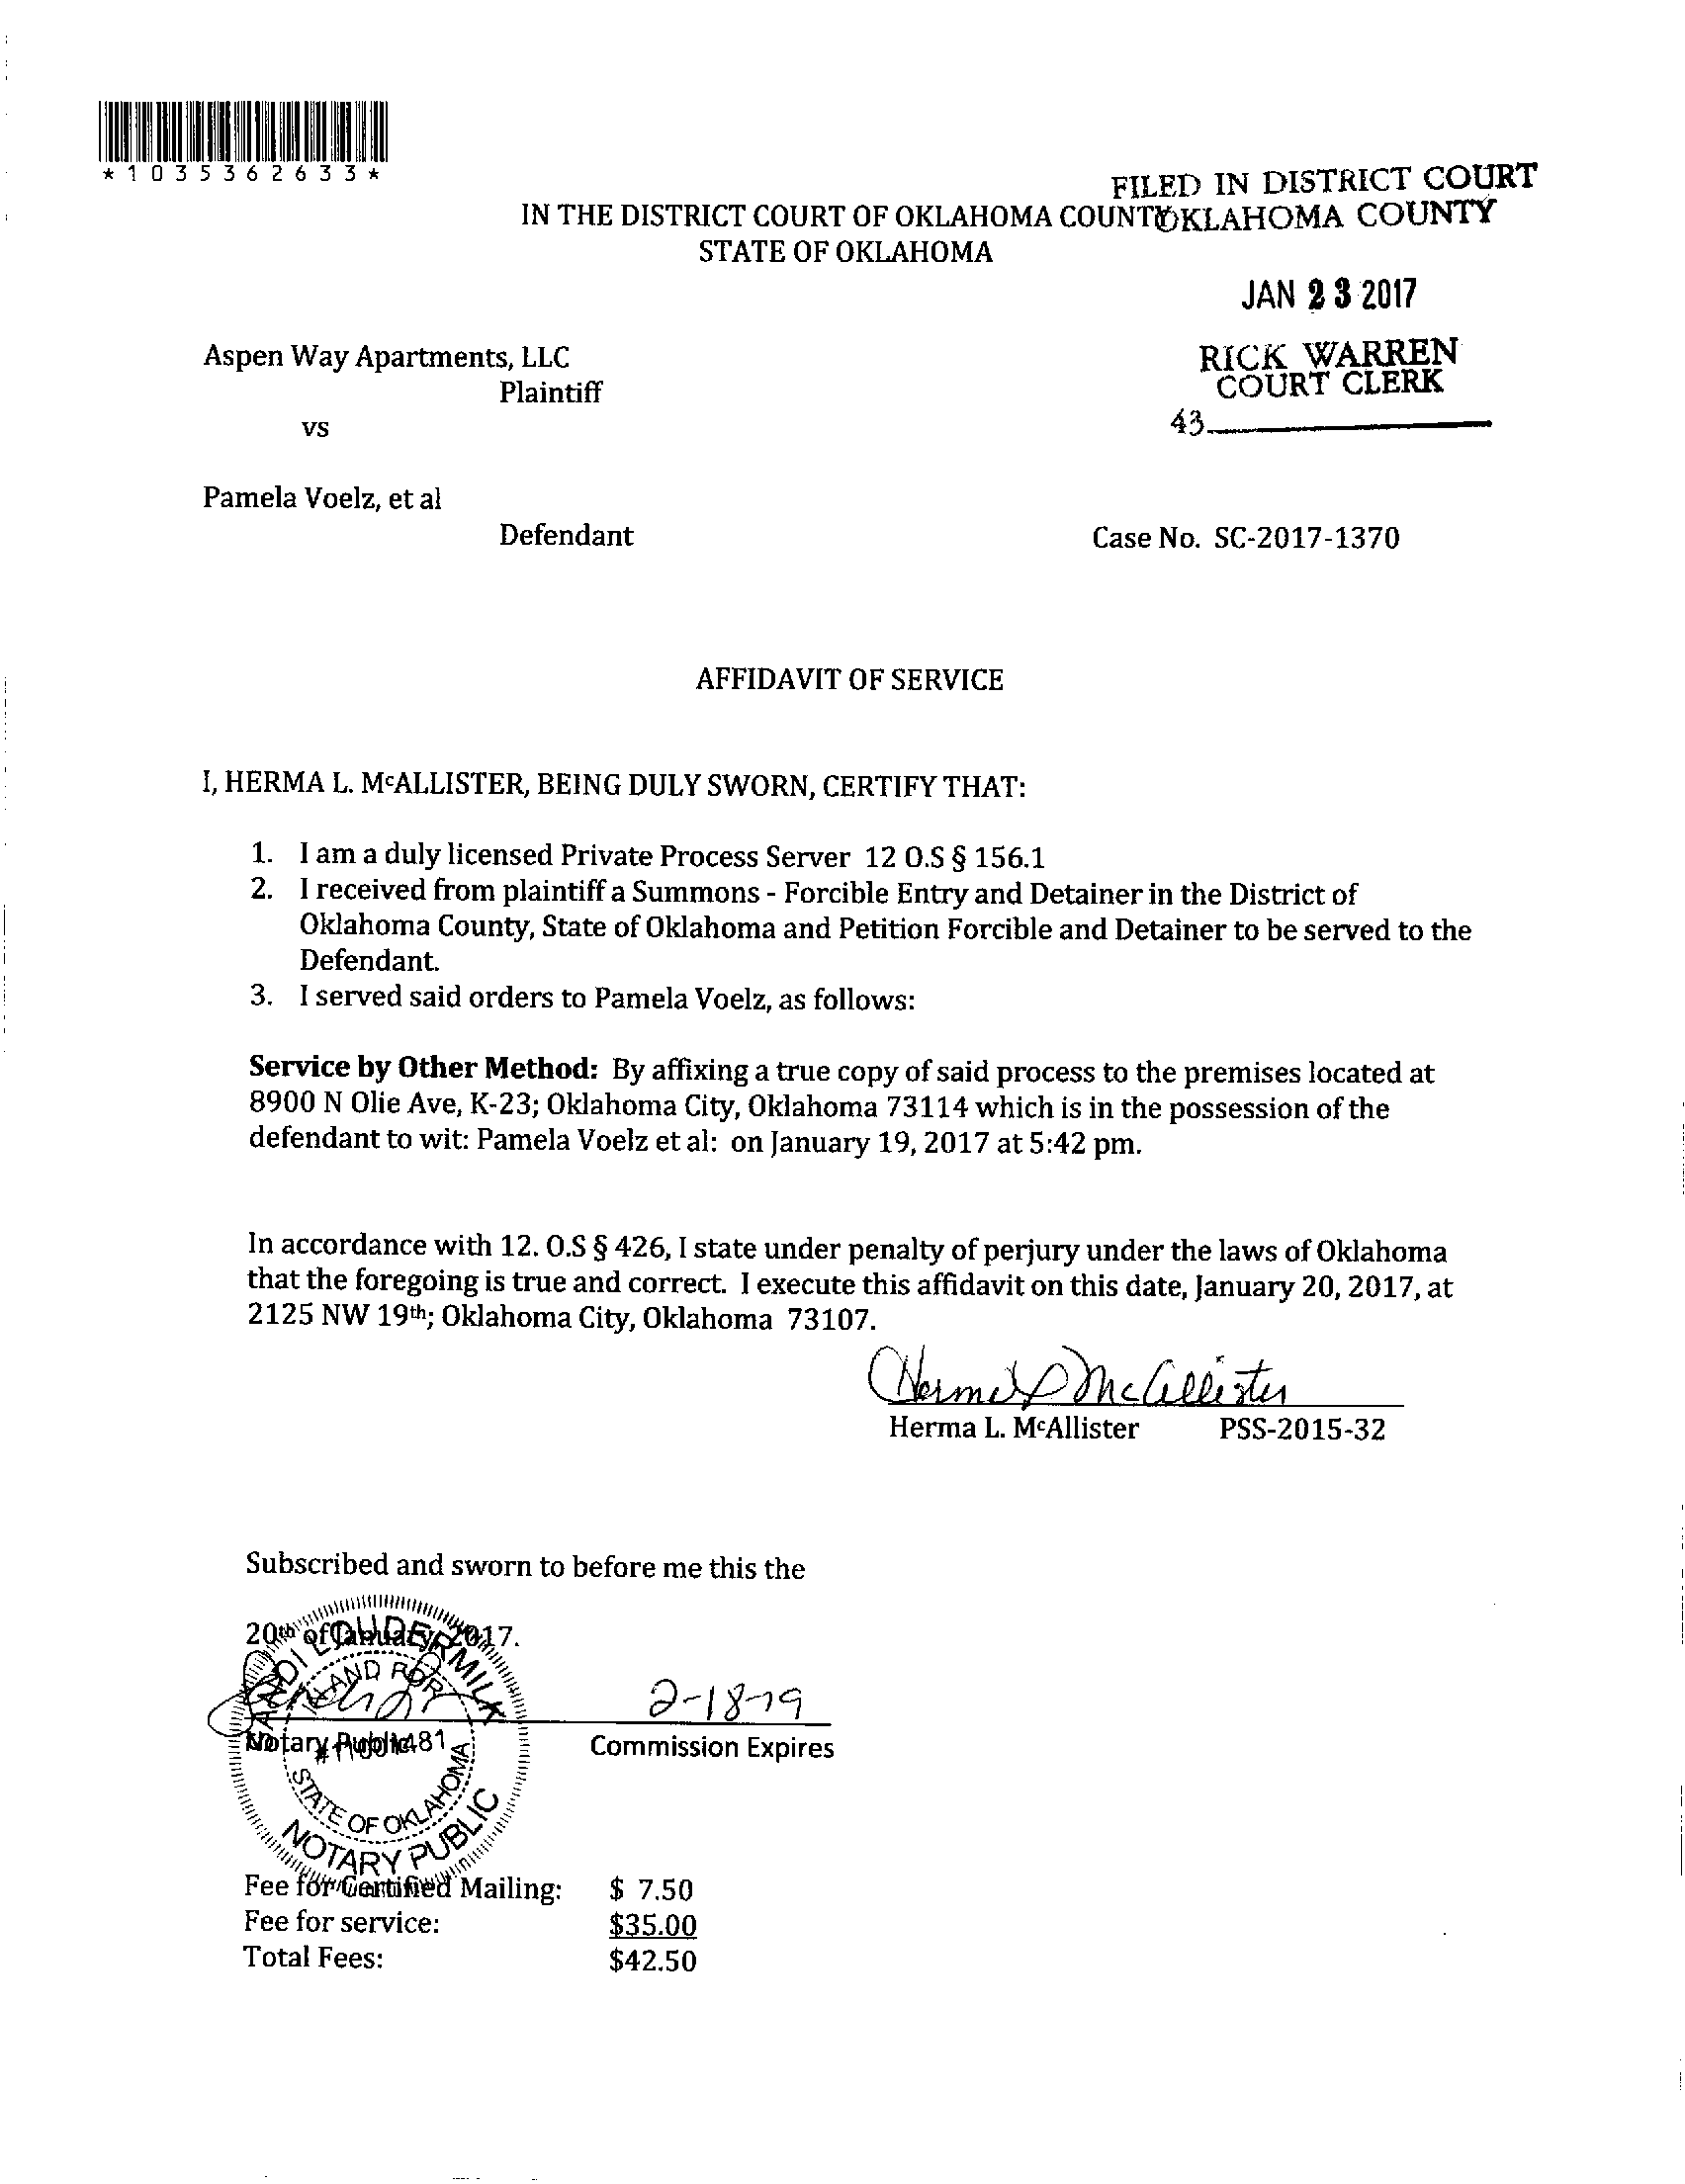 *1035362633*
FILED IN DISTRICT COURT
OKLAHOMA COUNTY
IN THE DISTRICT COURT OF OKLAHOMA COUNTY
STATE OF OKLAHOMA
JAN 23 2017
RICK WARREN
COURT CLERK
43
Aspen Way Apartments, LLC
Plaintiff
vs
Pamela Voelz, et al
Defendant
Case No. SC-2017-1370
AFFIDAVIT OF SERVICE
I, HERMA L. McALLISTER, BEING DULY SWORN, CERTIFY THAT:
1. I am a duly licensed Private Process Server 12 O.S § 156.1
2. I received from plaintiff a Summons - Forcible Entry and Detainer in the District of
Oklahoma County, State of Oklahoma and Petition Forcible and Detainer to be served to the
Defendant.
3. I served said orders to Pamela Voelz, as follows:
Service by Other Method: By affixing a true copy of said process to the premises located at
8900 N Olie Ave, K-23; Oklahoma City, Oklahoma 73114 which is in the possession of the
defendant to wit: Pamela Voelz et al: on January 19, 2017 at 5:42 pm.
In accordance with 12. O.S § 426, I state under penalty of perjury under the laws of Oklahoma
that the foregoing is true and correct. I execute this affidavit on this date, January 20, 2017, at
2125 NW 19th; Oklahoma City, Oklahoma 73107.
Herma L McAllister
Herma L. McAllister PSS-2015-32
Subscribed and sworn to before me this the
20th of January 2017.
2-18-19
Notary Public
Commission Expires
LOUDERMILK
IN AND FOR
#11001481
STATE OF OKLAHOMA
NOTARY PUBLIC
Fee for Certified Mailing: $ 7.50
Fee for service: $35.00
Total Fees: $42.50